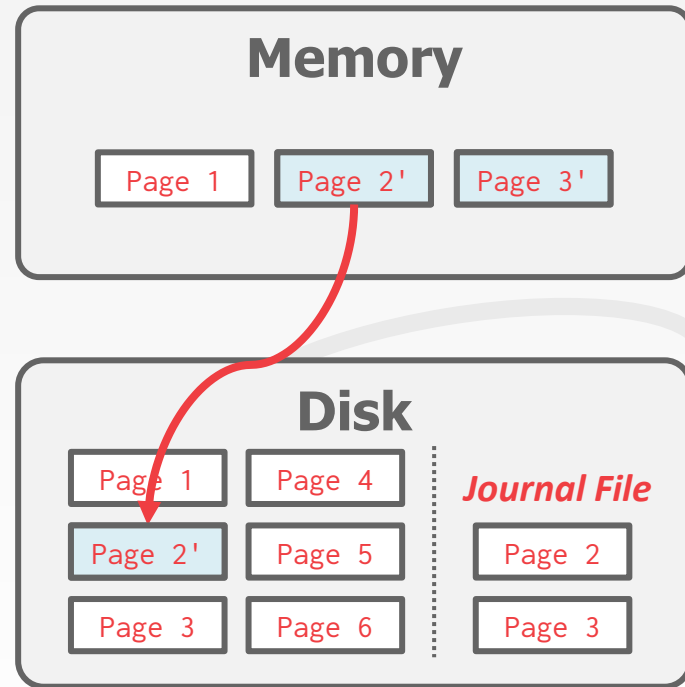 Memory
Page 1 Page 2' Page 3'
Disk
Page 1 Page 4
Journal File
Page 2' Page 5 Page 2
Page 3 Page 6 Page 3